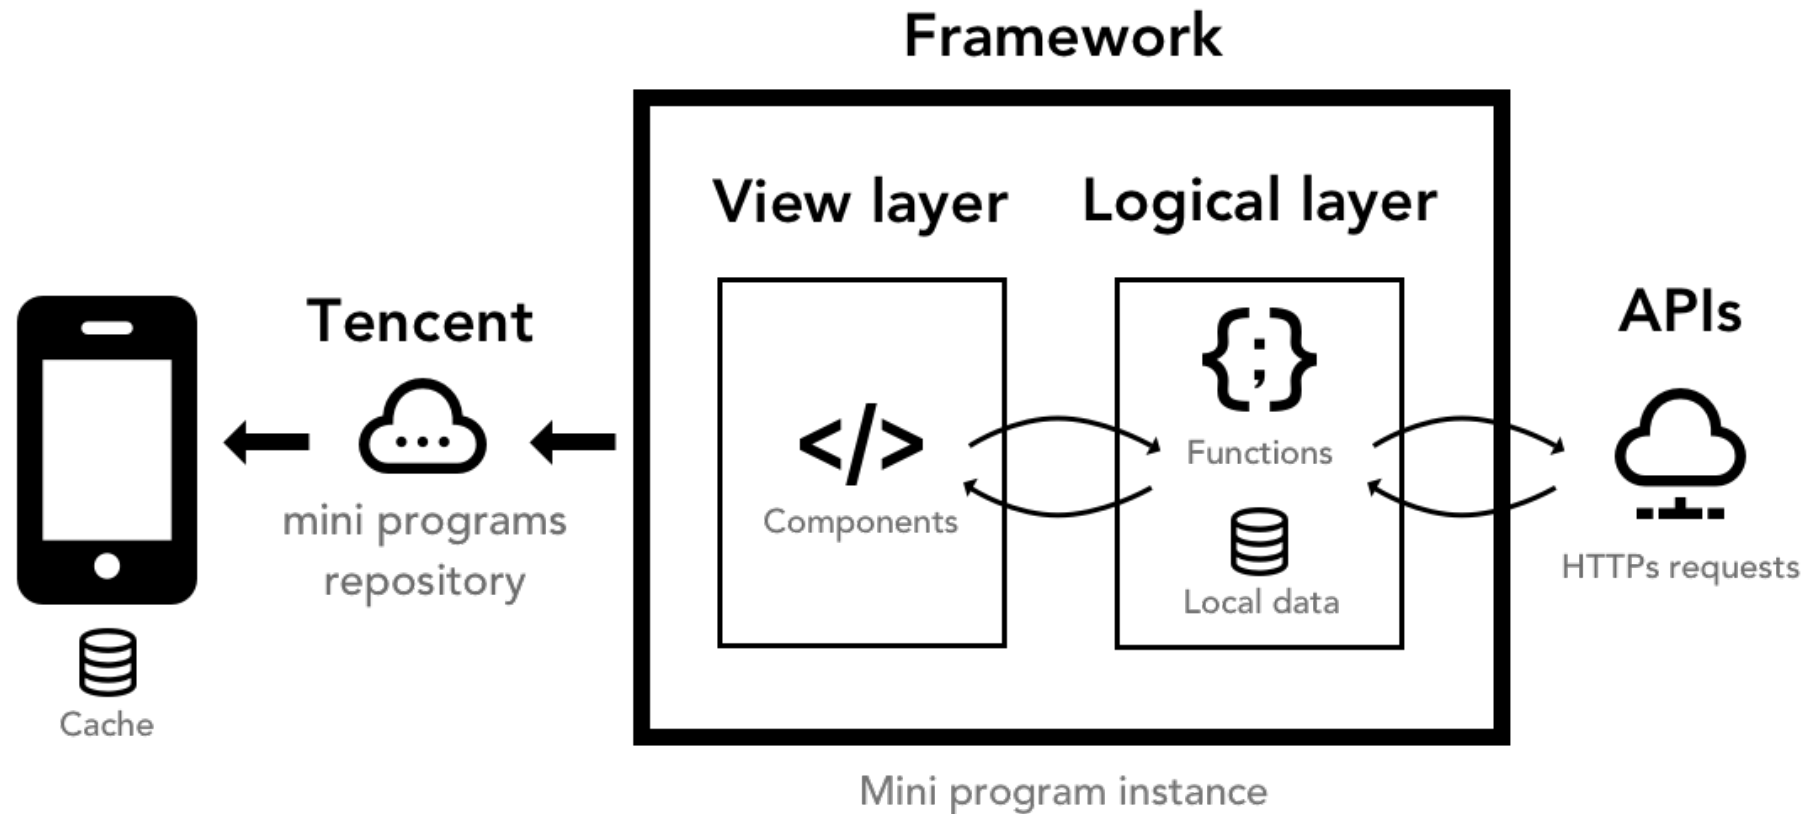 Framework
View layer
Logical layer
Tencent
APIs
{;}
</>
Functions
Components
mini programs
repository
HTTPs requests
Local data
Cache
Mini program instance